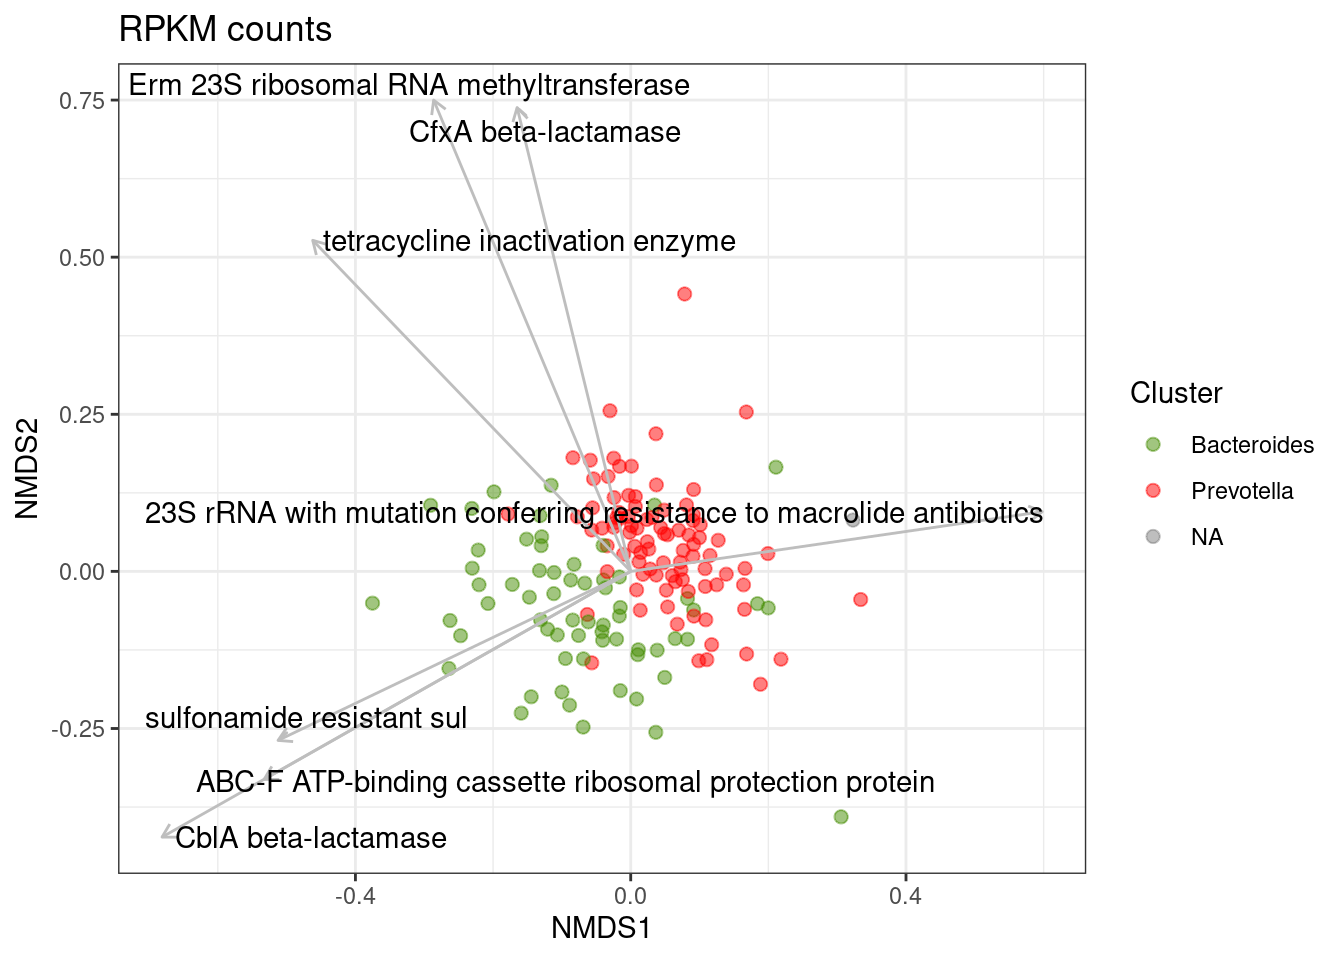 RPKM counts
Erm 23S ribosomal RNA methyltransferase
0.75
CfxA beta-lactamase
tetracycline inactivation enzyme
0.50
0.25
Cluster
Bacteroides
Prevotella
NA
NMDS2
23S rRNA with mutation conferring resistance to macrolide antibiotics
0.00
sulfonamide resistant sul
-0.25
ABC-F ATP-binding cassette ribosomal protection protein
CblA beta-lactamase
-0.4
0.0
0.4
NMDS1